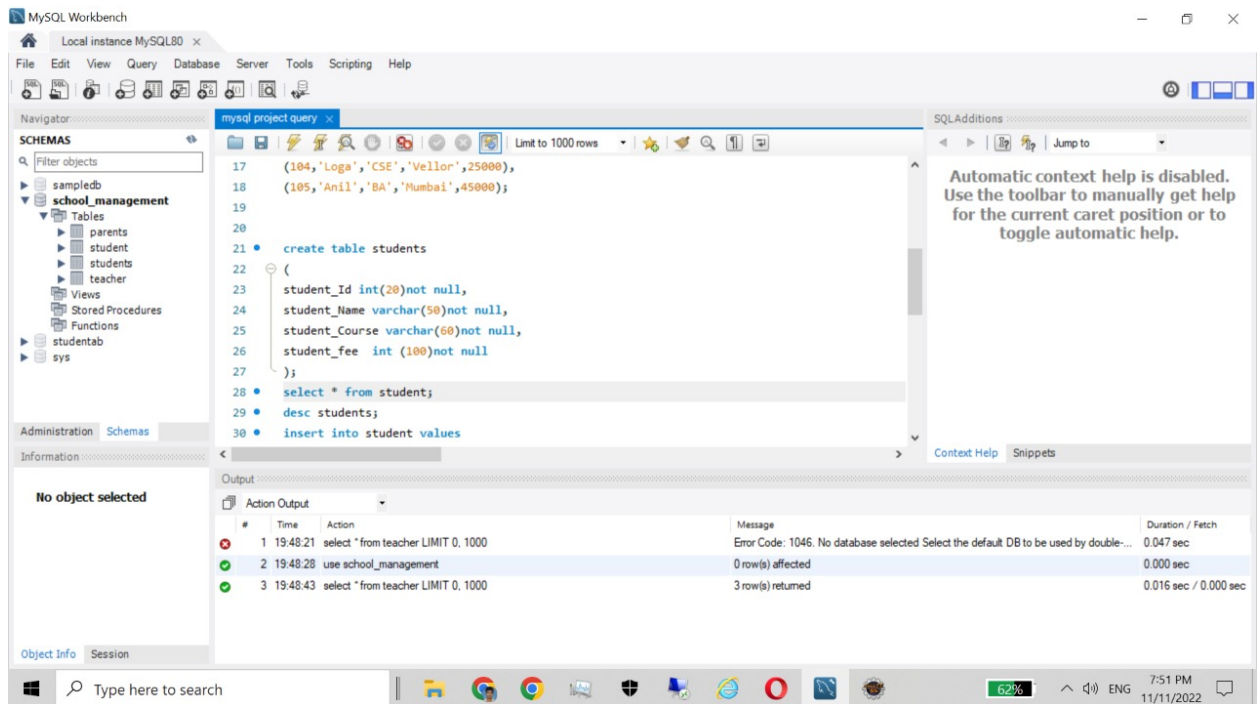 MySQL Workbench
Local instance MySQL80
File Edit View Query Database Server Tools Scripting Help
Navigator
SCHEMAS
Filter objects
sampledb
school_management
Tables
parents
student
students
teacher
Views
Stored Procedures
Functions
studentab
sys
Administration Schemas
Information
No object selected
Object Info Session
mysql project query
Limit to 1000 rows
17 (104,'Loga','CSE','Vellor',25000),
18 (105,'Anil','BA','Mumbai',45000);
19
20
21 create table students
22 (
23 student_Id int(20)not null,
24 student_Name varchar(50)not null,
25 student_Course varchar(60)not null,
26 student_fee int (100)not null
27 );
28 select * from student;
29 desc students;
30 insert into student values
SQLAdditions
Jump to
Automatic context help is disabled.
Use the toolbar to manually get help
for the current caret position or to
toggle automatic help.
Context Help Snippets
Output
Action Output
# Time Action Message Duration / Fetch
1 19:48:21 select * from teacher LIMIT 0, 1000 Error Code: 1046. No database selected Select the default DB to be used by double-... 0.047 sec
2 19:48:28 use school_management 0 row(s) affected 0.000 sec
3 19:48:43 select * from teacher LIMIT 0, 1000 3 row(s) returned 0.016 sec / 0.000 sec
Type here to search
62%
ENG
7:51 PM
11/11/2022